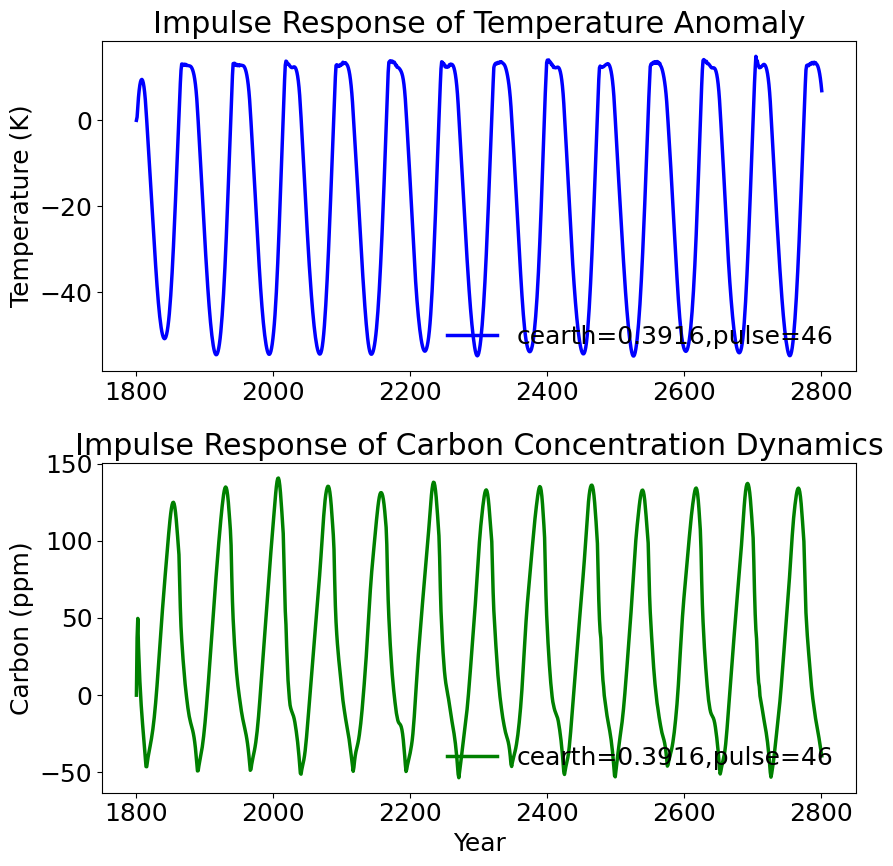 Impulse Response of Temperature Anomaly
Temperature (K)
0
−20
−40
cearth=0.3916,pulse=46
1800 2000 2200 2400 2600 2800
Impulse Response of Carbon Concentration Dynamics
Carbon (ppm)
150
100
50
0
−50
cearth=0.3916,pulse=46
1800 2000 2200 2400 2600 2800
Year